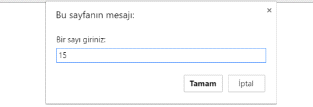 Bu sayfanın mesajı:
Bir sayı giriniz:
15
Tamam
İptal